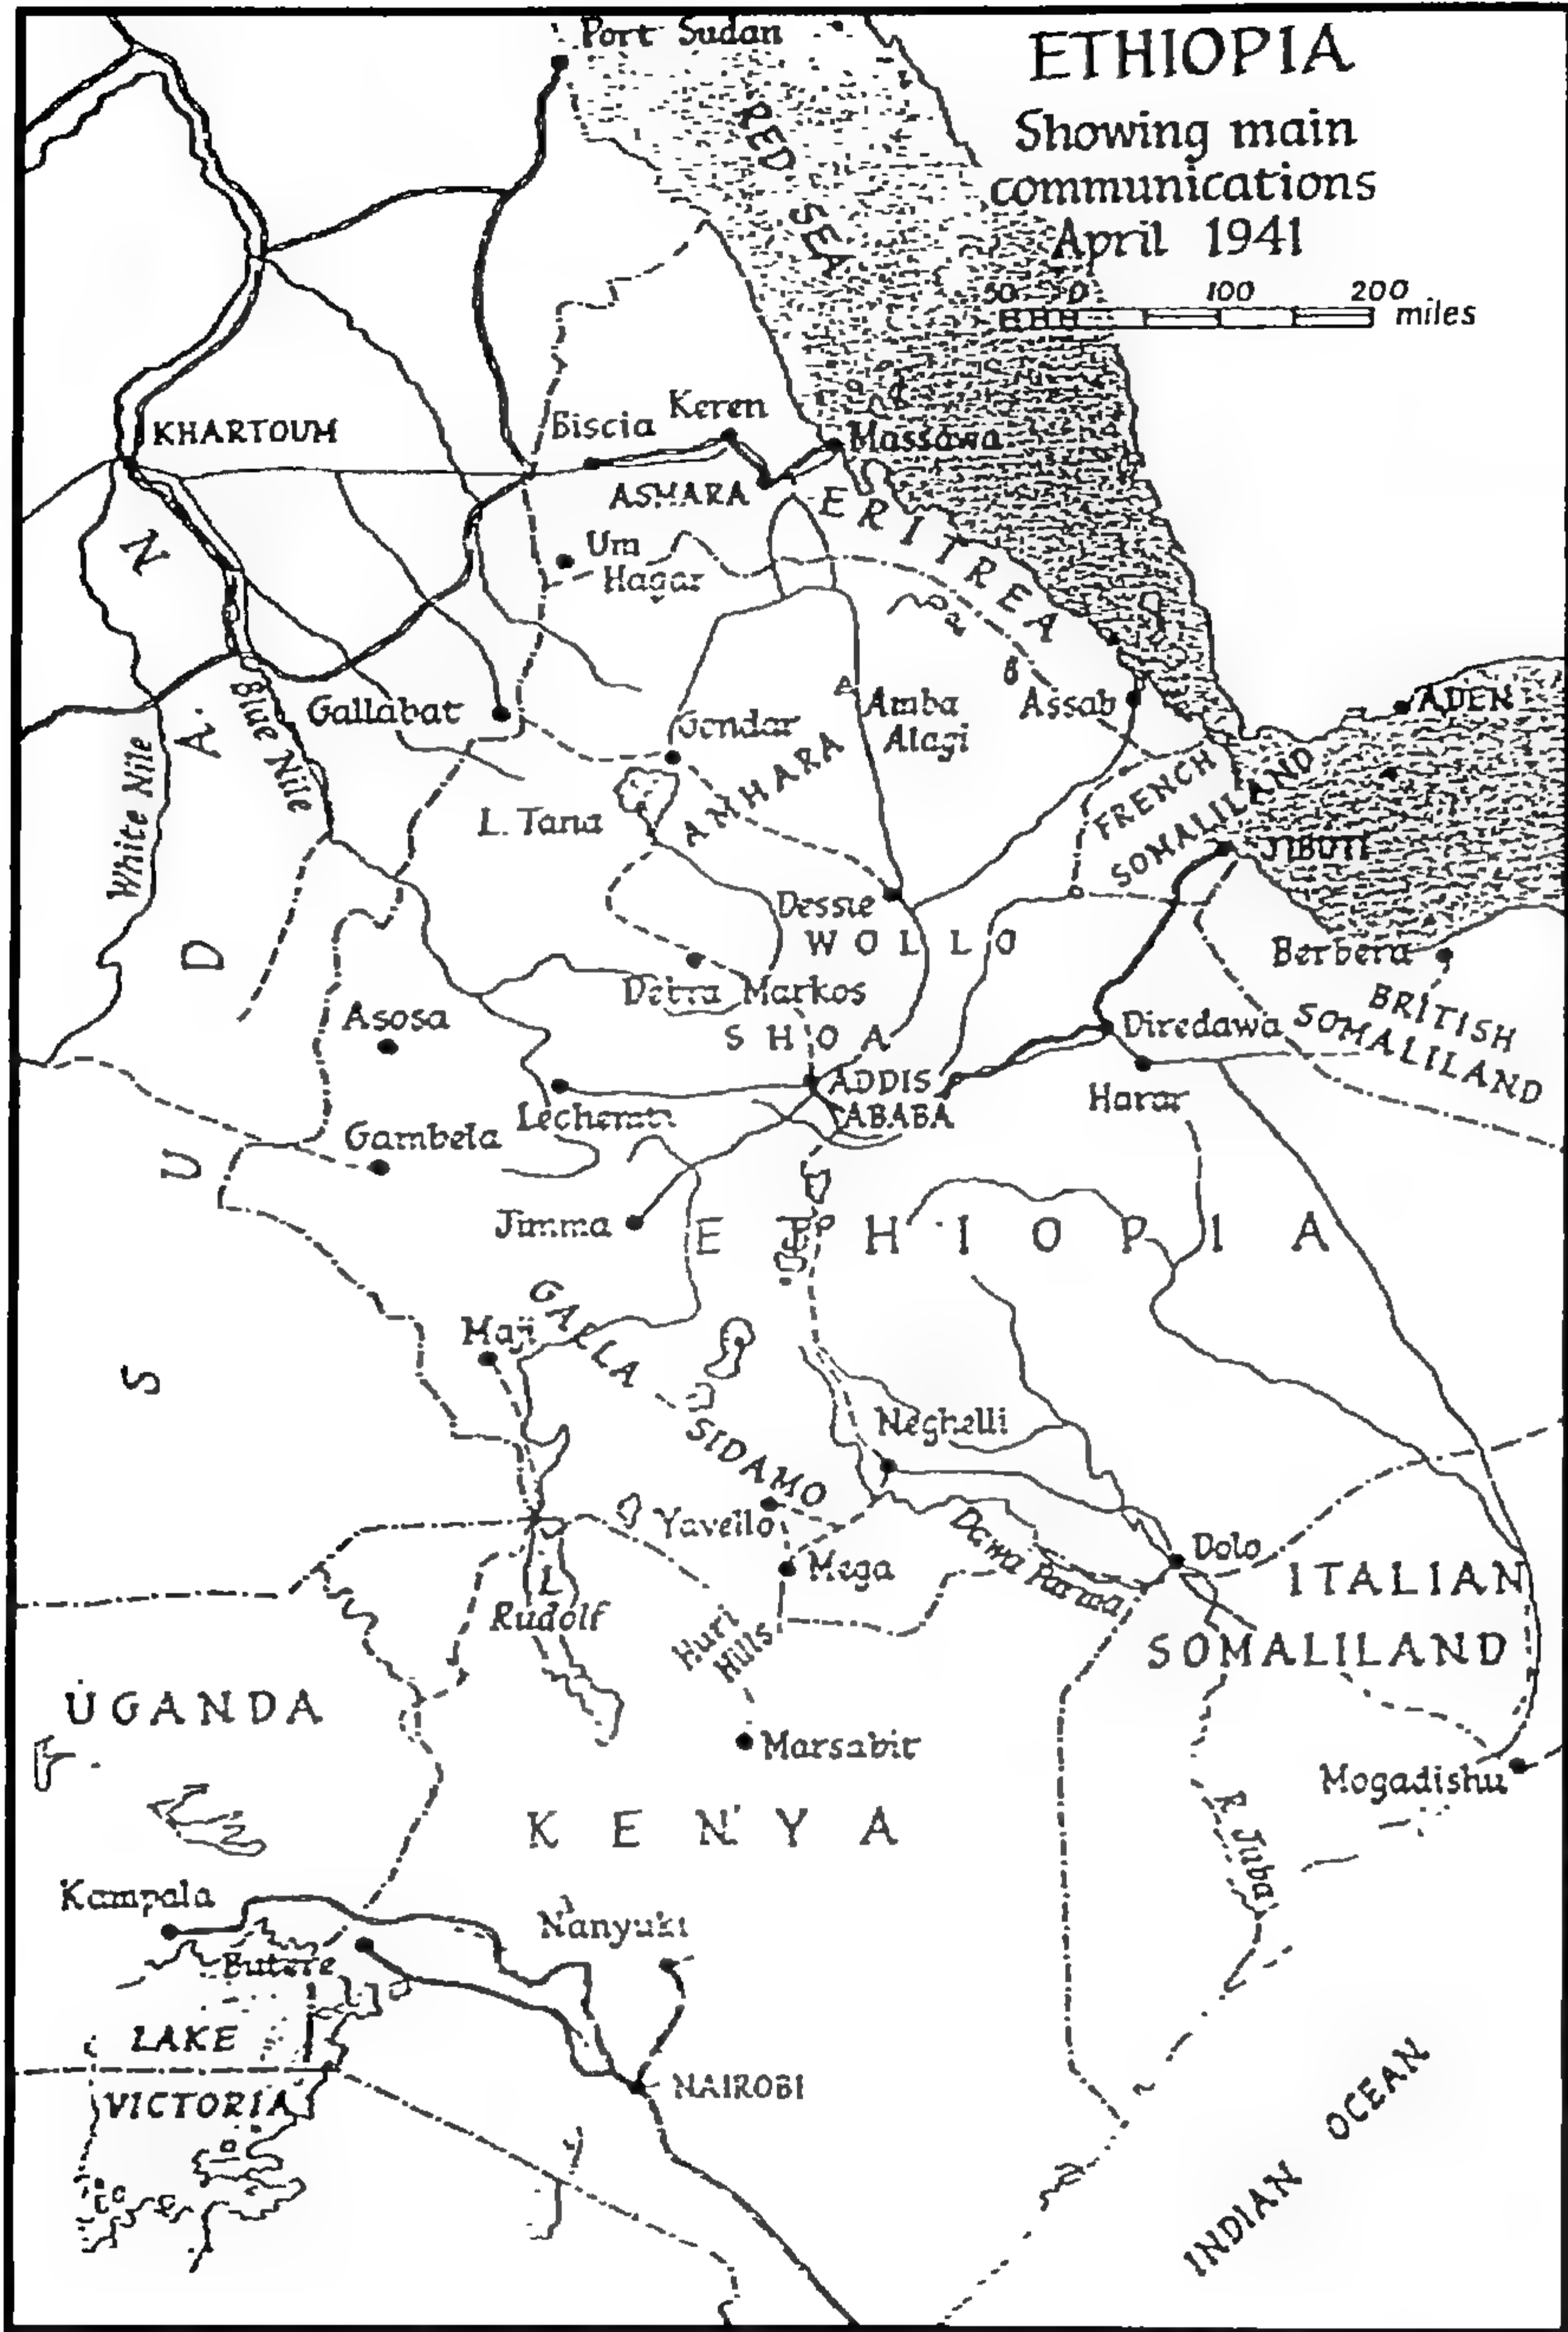 Port Sudan
ETHIOPIA
Showing main
communications
April 1941
50 0 100 200
miles
RED SEA
KHARTOUM
Biscia
Keren
Massawa
ASMARA
ERITREA
Um
Hagar
Gallabat
Blue Nile
White Nile
Gondar
Amba
Alagi
Assab
ADEN
AMHARA
L. Tana
FRENCH
SOMALILAND
JIBUTI
Dessie
WOLLO
Berbera
Debra Markos
BRITISH
SOMALILAND
Asosa
SHOA
Diredawa
ADDIS
ABABA
Harar
Gambela
Jimma
ETHIOPIA
SUDAN
Maji
GALLA
SIDAMO
Neghelli
Yavello
Mega
Dawa Parma
Dolo
ITALIAN
SOMALILAND
L
Rudolf
Huri
Hills
UGANDA
Marsabit
Mogadishu
KENYA
R. Juba
Kampala
Nanyuki
Butere
LAKE
VICTORIA
NAIROBI
INDIAN OCEAN